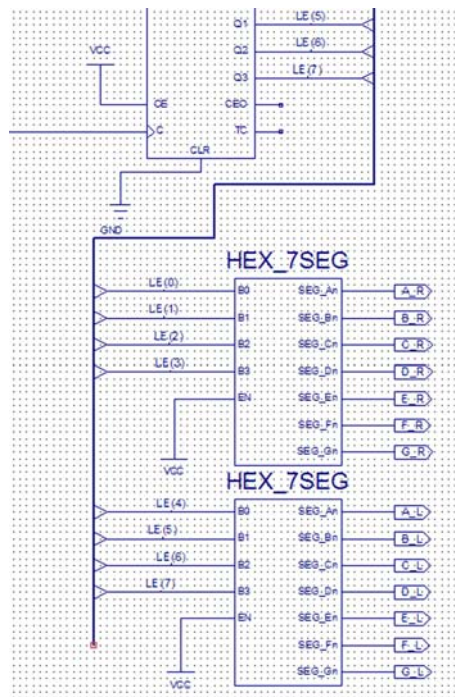 Q1 LE(5)
Q2 LE(6)
Q3 LE(7)
VCC
CE CEO
C TC
CLR
GND
HEX_7SEG
LE(0) B0 SEG_An A_R
LE(1) B1 SEG_Bn B_R
LE(2) B2 SEG_Cn C_R
LE(3) B3 SEG_Dn D_R
EN SEG_En E_R
SEG_Fn F_R
VCC SEG_Gn G_R
HEX_7SEG
LE(4) B0 SEG_An A_L
LE(5) B1 SEG_Bn B_L
LE(6) B2 SEG_Cn C_L
LE(7) B3 SEG_Dn D_L
EN SEG_En E_L
SEG_Fn F_L
VCC SEG_Gn G_L